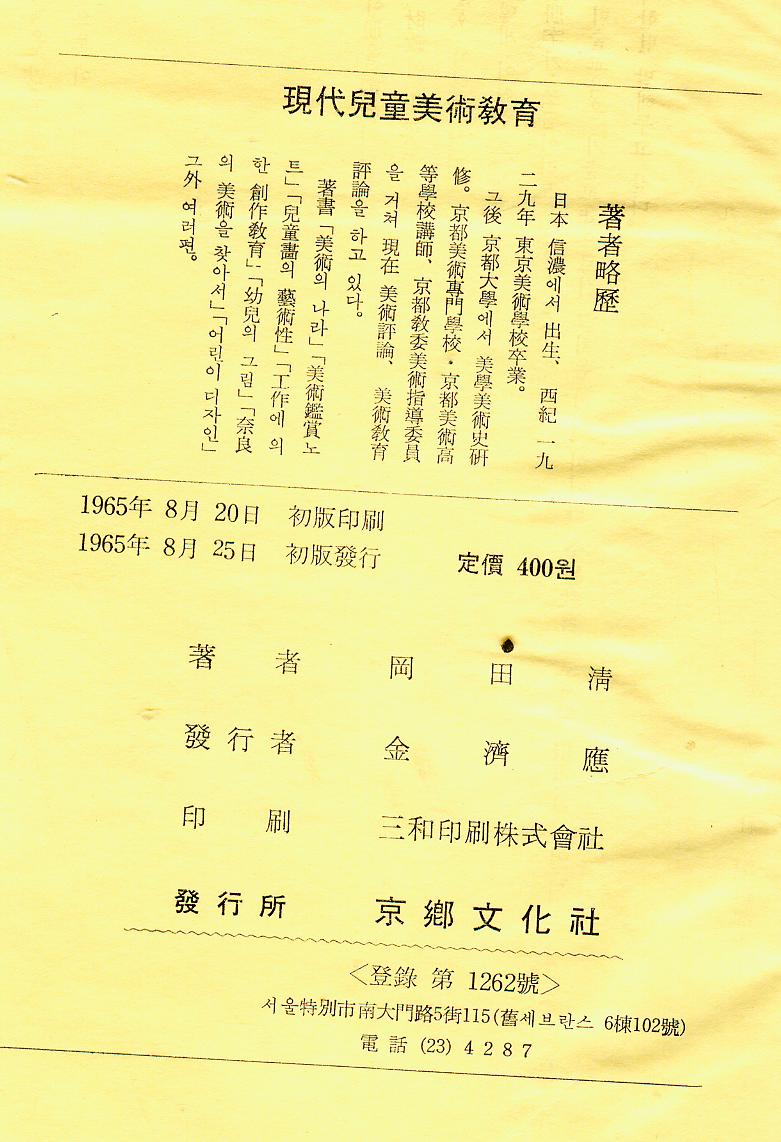 現代兒童美術敎育
著者略歷
日本 信濃에서 出生、 西紀 一九
二九年 東京美術學校卒業。
그後 京都大學에서 美學美術史硏
修。京都美術專門學校・京都美術高
等學校講師、京都敎委美術指導委員
을 거쳐 現在 美術評論、 美術敎育
評論을 하고 있다。
著書「美術의 나라」「美術鑑賞노
트」「兒童畵의 藝術性」「工作에 의
한 創作敎育」「幼兒의 그림」「奈良
의 美術을 찾아서」「어린이 디자인」
그外 여러편。
1965年 8月 20日 初版印刷
1965年 8月 25日 初版發行 定價 400원
著者 岡田淸
發行者 金濟應
印刷 三和印刷株式會社
發行所 京鄕文化社
<登錄 第 1262號>
서울特別市南大門路5街115(舊세브란스 6棟102號)
電話 (23) 4287